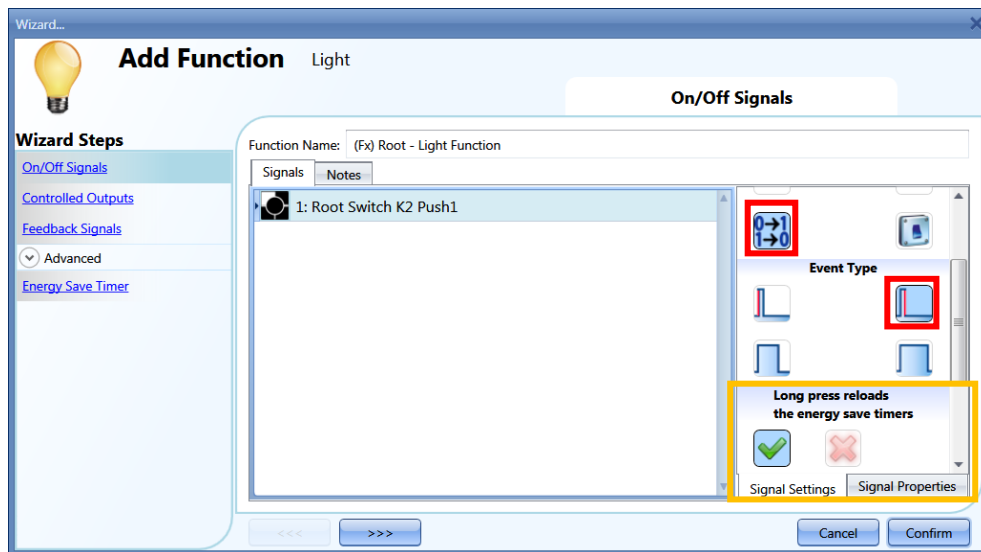 Wizard...
Add Function Light
On/Off Signals
Wizard Steps
On/Off Signals
Controlled Outputs
Feedback Signals
Advanced
Energy Save Timer
Function Name: (Fx) Root - Light Function
Signals Notes
1: Root Switch K2 Push1
0→1
1→0
Event Type
Long press reloads
the energy save timers
Signal Settings Signal Properties
<<< >>> Cancel Confirm